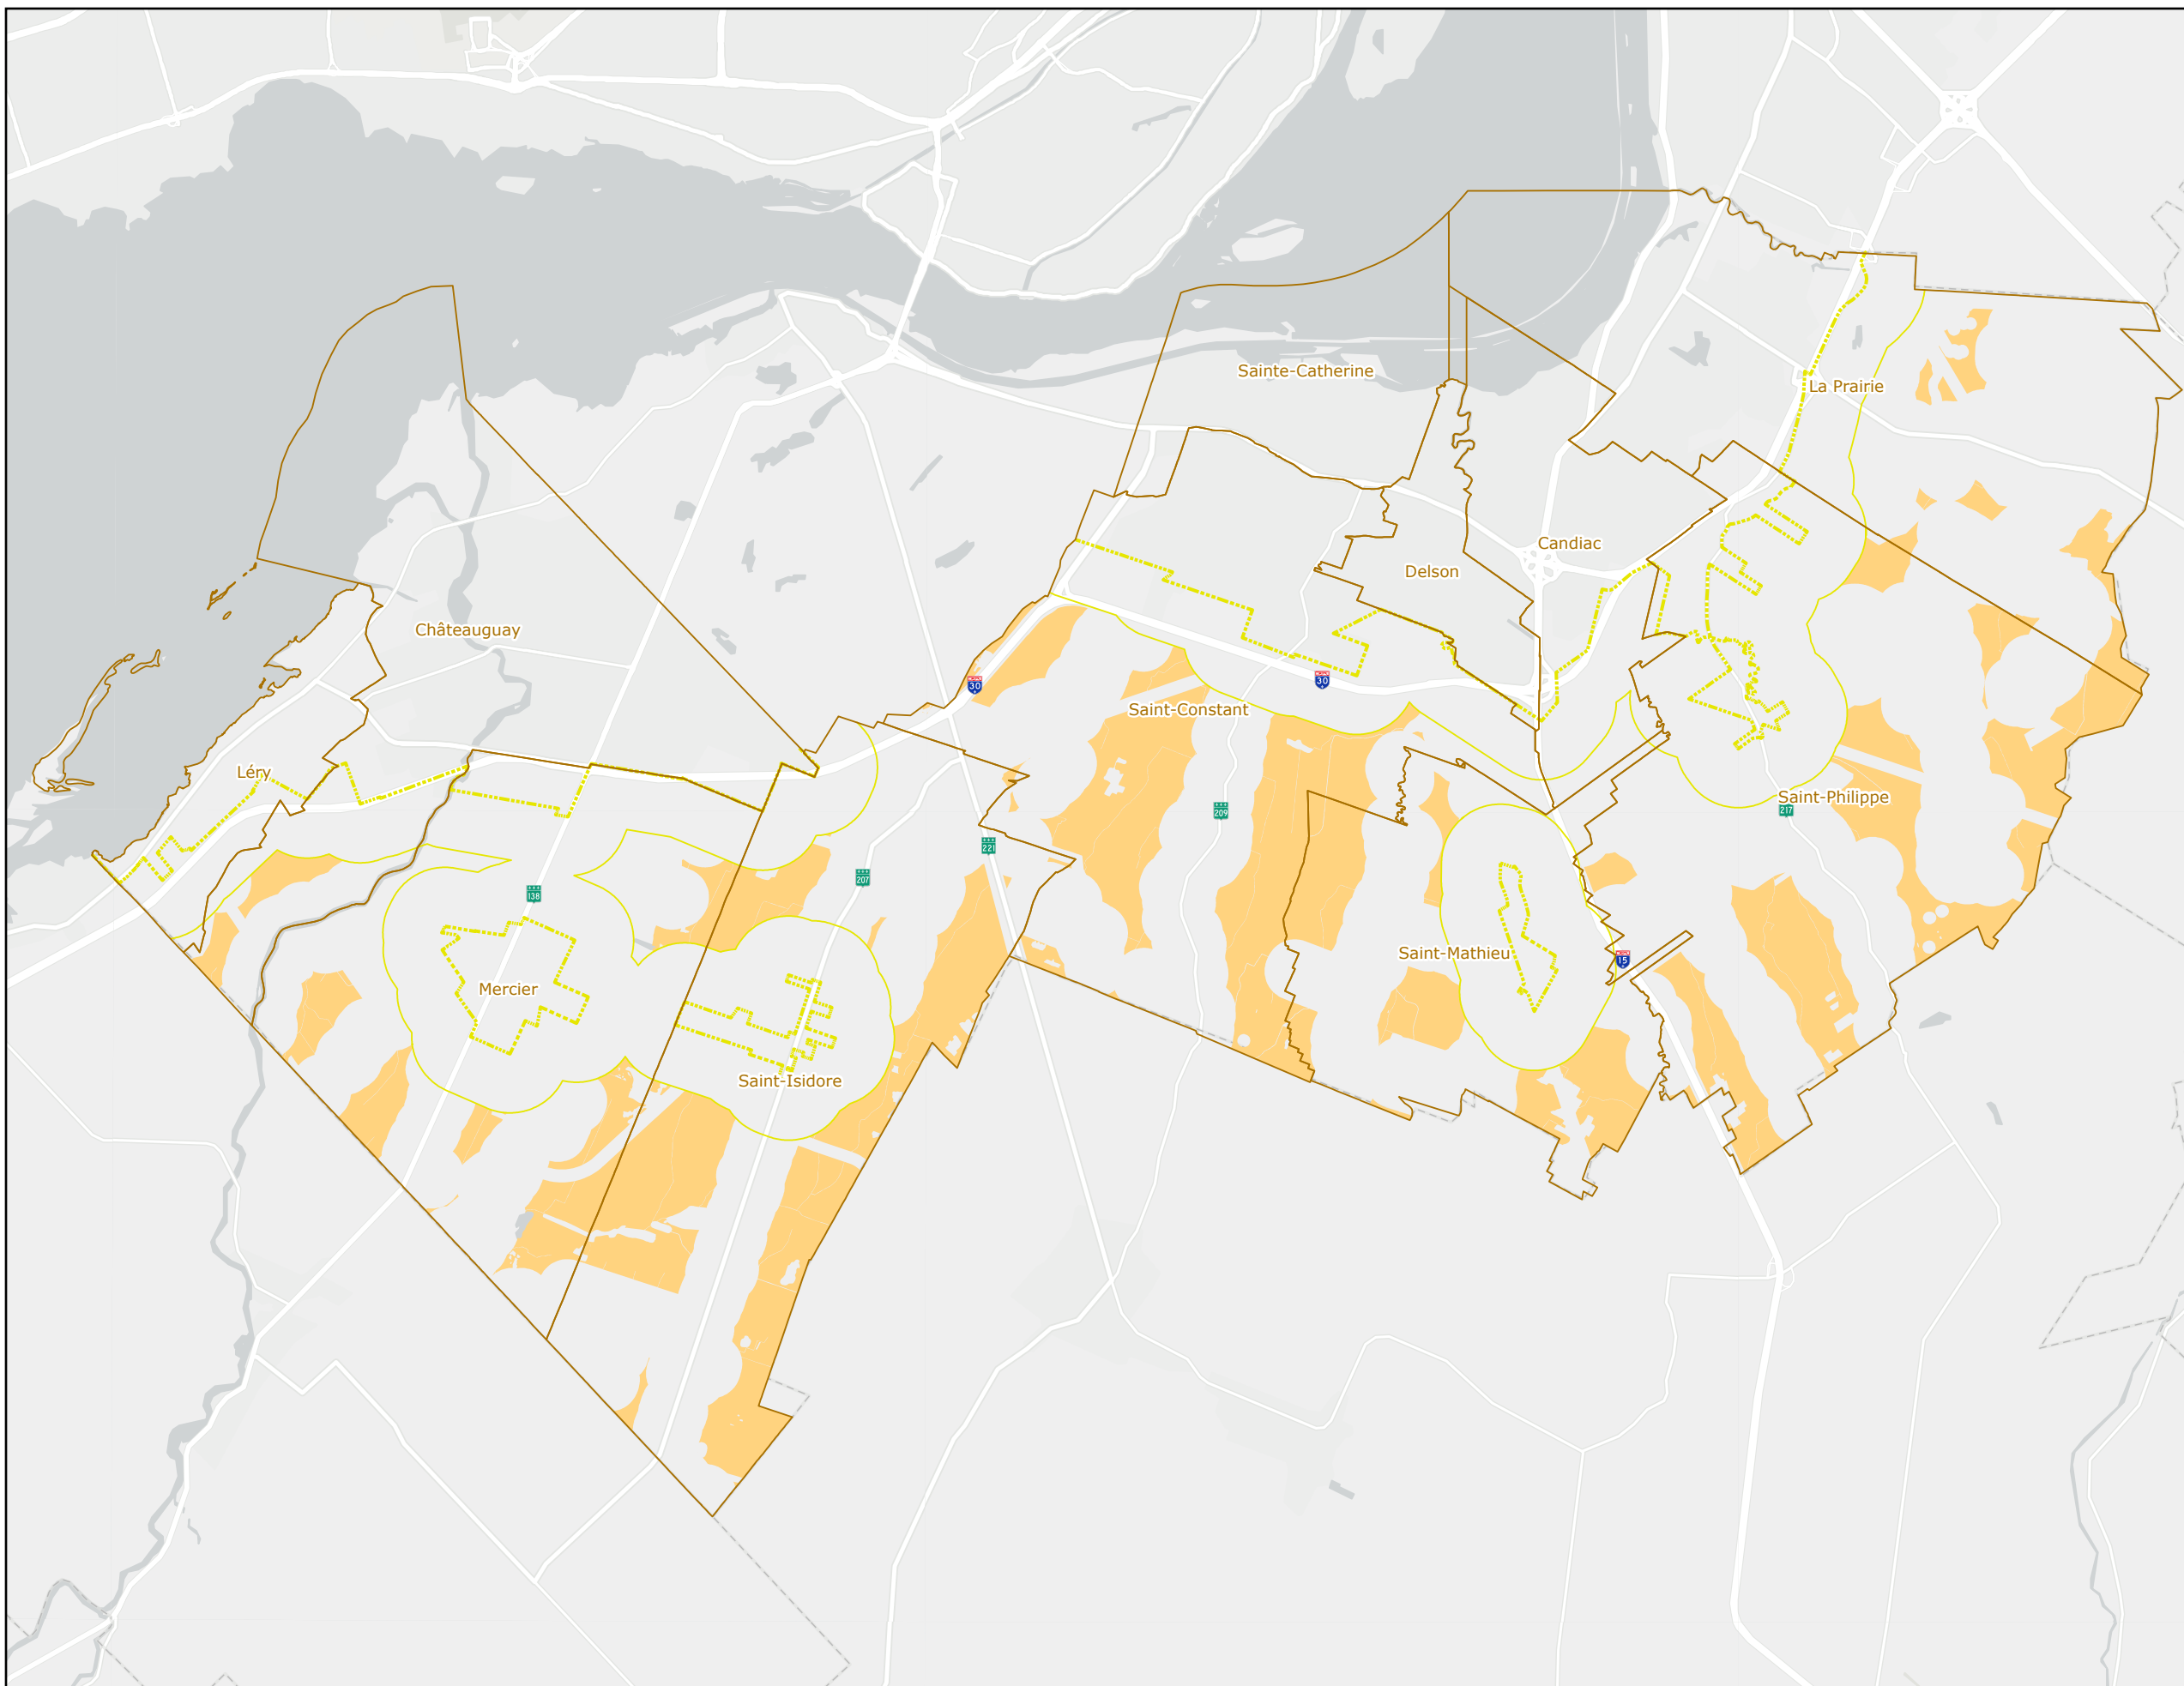 Sainte-Catherine
La Prairie
Candiac
Delson
Châteauguay
30
30
Saint-Constant
Léry
Saint-Philippe
209
217
221
207
138
Saint-Mathieu
15
Mercier
Saint-Isidore